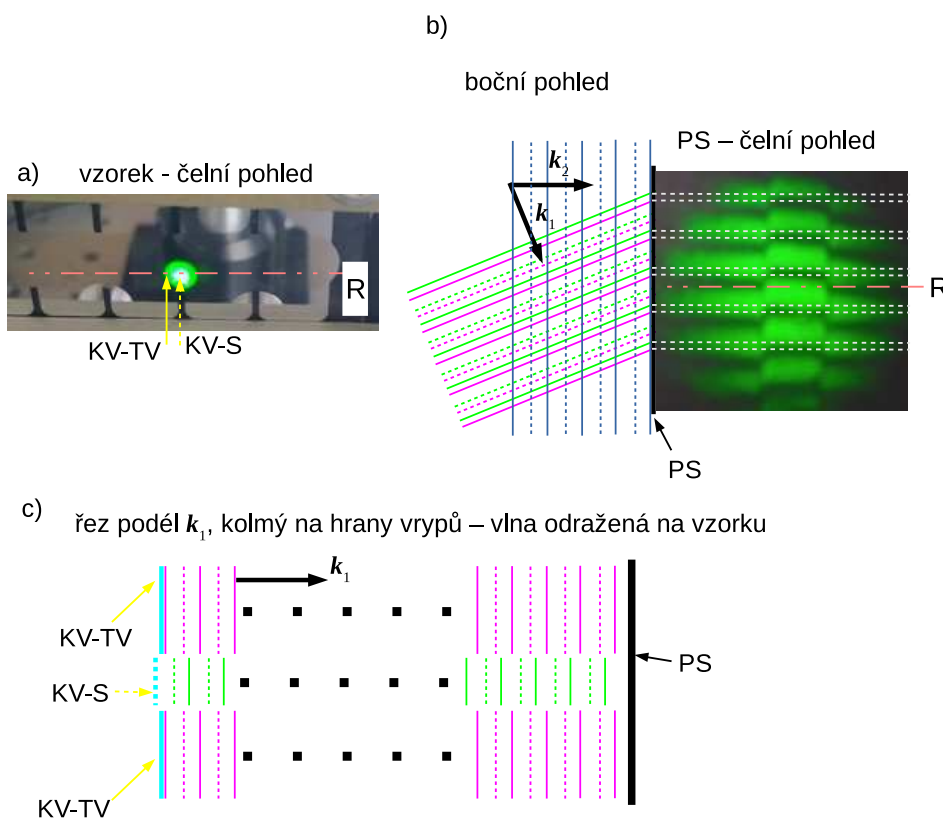 b)
boční pohled
PS – čelní pohled
a) vzorek - čelní pohled
k2
k1
R
R
KV-TV
KV-S
PS
c) řez podél k1, kolmý na hrany vrypů – vlna odražená na vzorku
k1
KV-TV
PS
KV-S
KV-TV